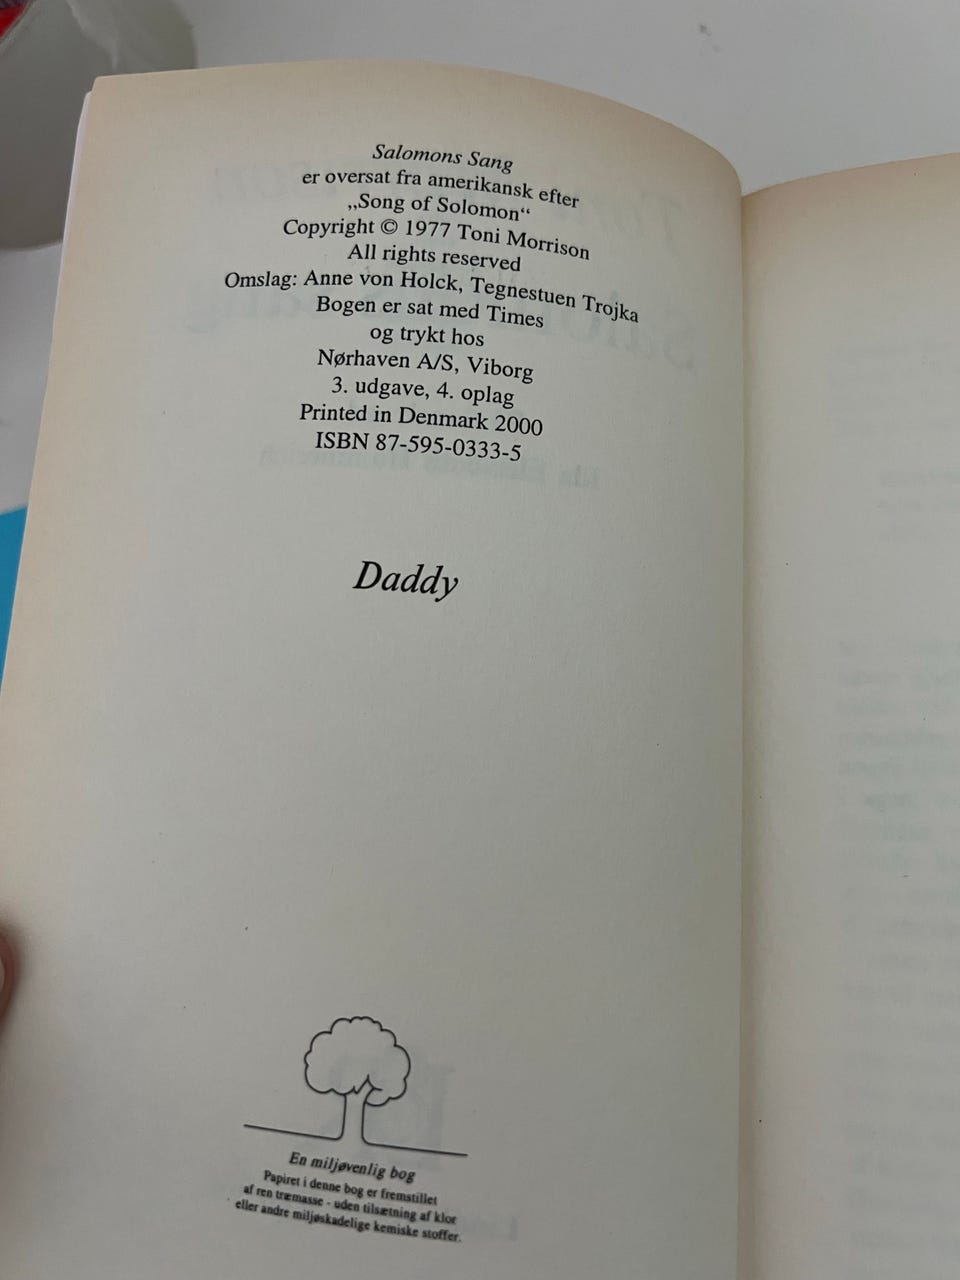 Salomons Sang
er oversat fra amerikansk efter
„Song of Solomon“
Copyright © 1977 Toni Morrison
All rights reserved
Omslag: Anne von Holck, Tegnestuen Trojka
Bogen er sat med Times
og trykt hos
Nørhaven A/S, Viborg
3. udgave, 4. oplag
Printed in Denmark 2000
ISBN 87-595-0333-5
Daddy
En miljøvenlig bog
Papiret i denne bog er fremstillet
af ren træmasse - uden tilsætning af klor
eller andre miljøskadelige kemiske stoffer.